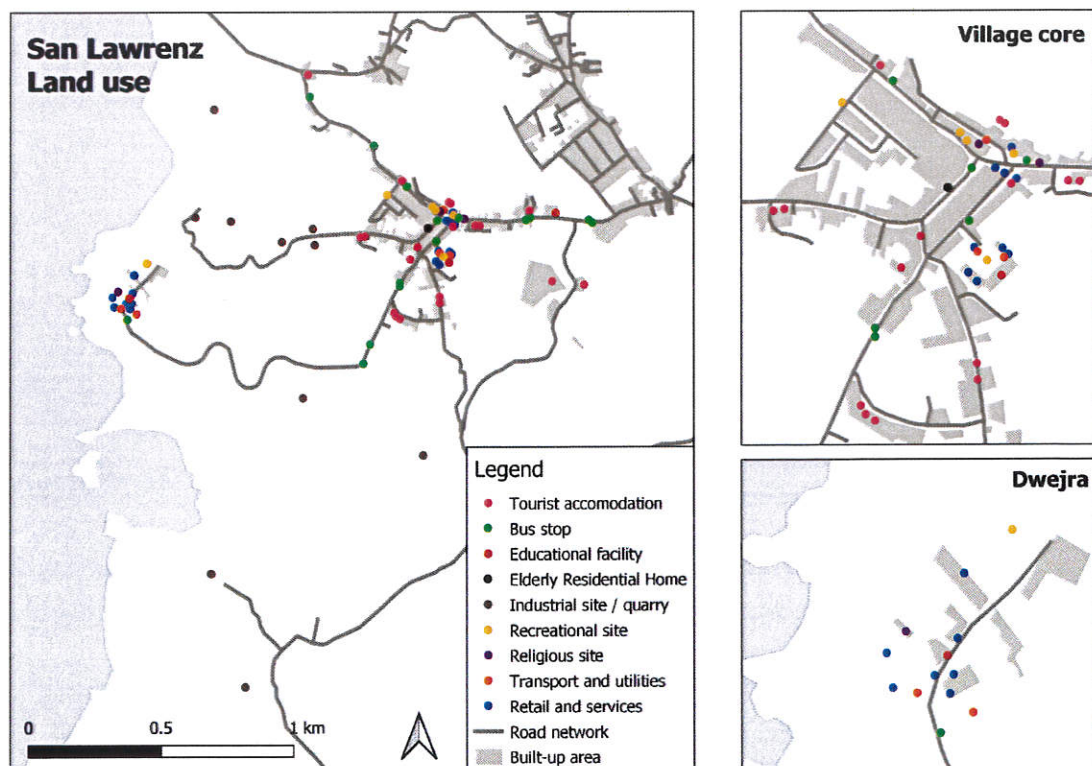 San Lawrenz
Land use
Village core
Legend
Tourist accomodation
Bus stop
Educational facility
Elderly Residential Home
Industrial site / quarry
Recreational site
Religious site
Transport and utilities
Retail and services
Road network
Built-up area
0 0.5 1 km
Dwejra